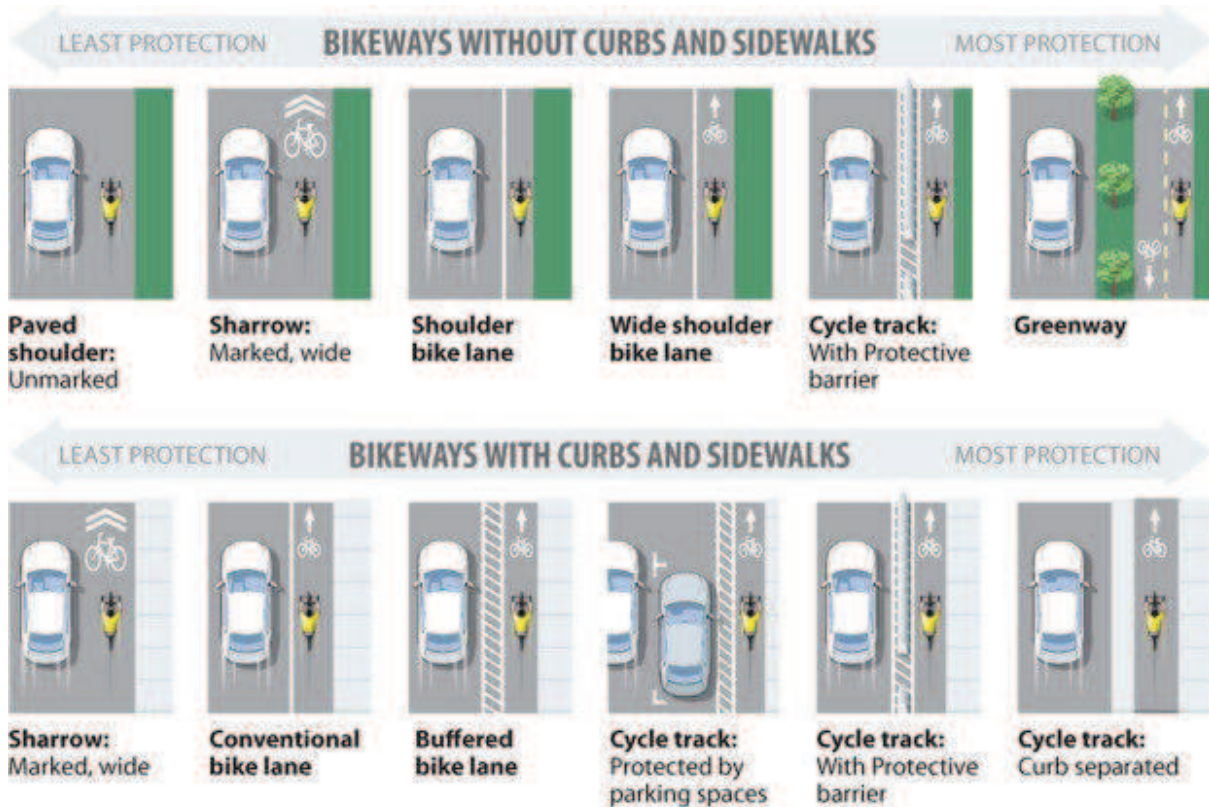 LEAST PROTECTION BIKEWAYS WITHOUT CURBS AND SIDEWALKS MOST PROTECTION
Paved
shoulder:
Unmarked
Sharrow:
Marked, wide
Shoulder
bike lane
Wide shoulder
bike lane
Cycle track:
With Protective
barrier
Greenway
LEAST PROTECTION BIKEWAYS WITH CURBS AND SIDEWALKS MOST PROTECTION
Sharrow:
Marked, wide
Conventional
bike lane
Buffered
bike lane
Cycle track:
Protected by
parking spaces
Cycle track:
With Protective
barrier
Cycle track:
Curb separated